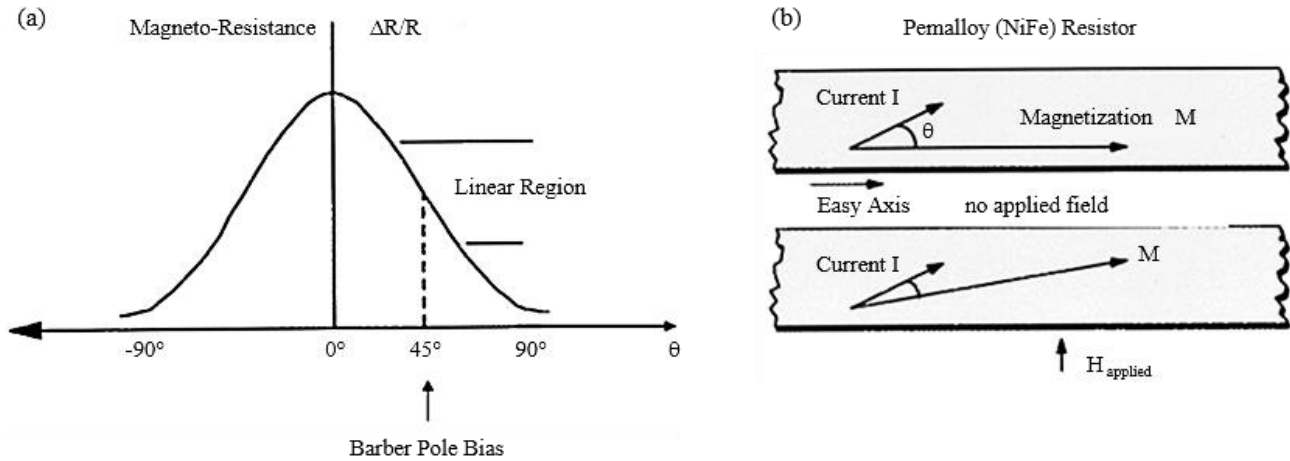 (a)
Magneto-Resistance ΔR/R
Linear Region
-90° 0° 45° 90° θ
Barber Pole Bias
(b)
Pemalloy (NiFe) Resistor
Current I
θ
Magnetization M
Easy Axis no applied field
Current I
M
H applied